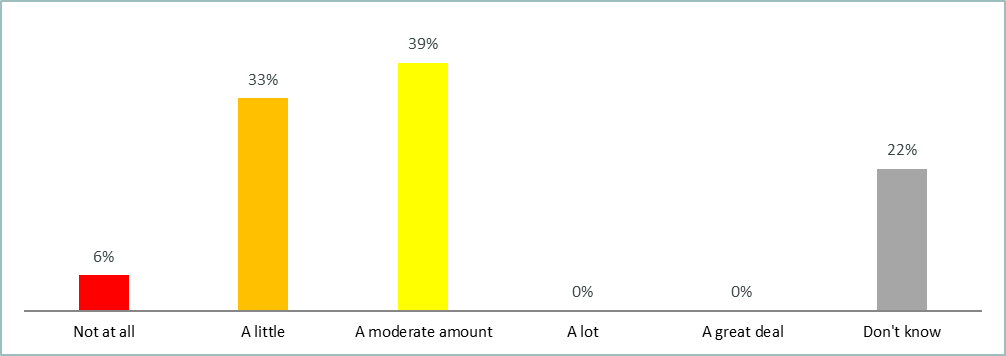 39%
33%
22%
6%
0%
0%
Not at all
A little
A moderate amount
A lot
A great deal
Don't know